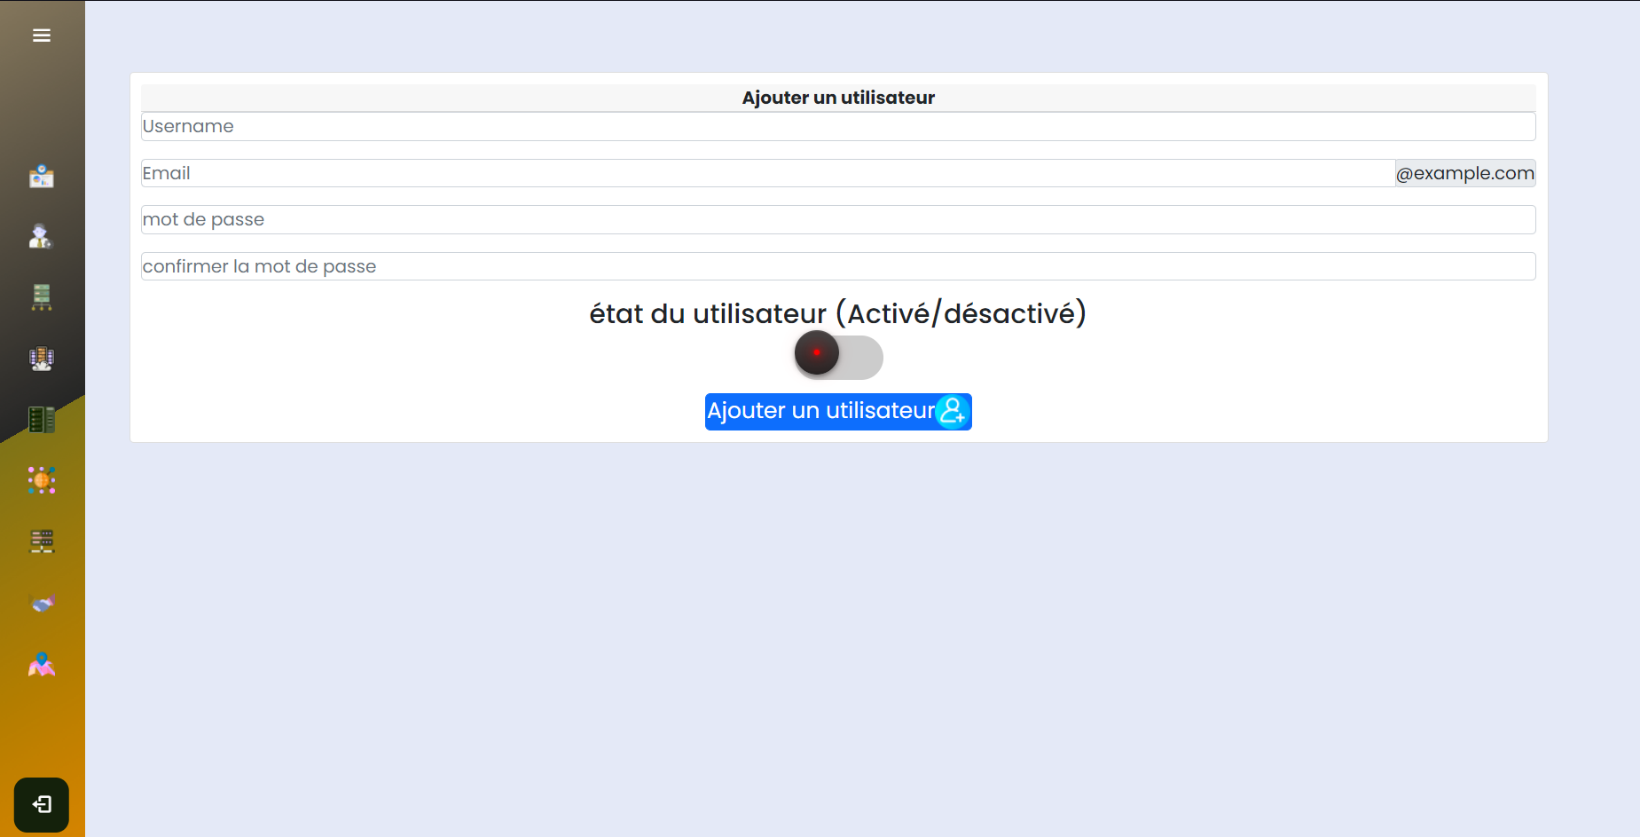 Ajouter un utilisateur
Username
Email @example.com
mot de passe
confirmer la mot de passe
état du utilisateur (Activé/désactivé)
Ajouter un utilisateur